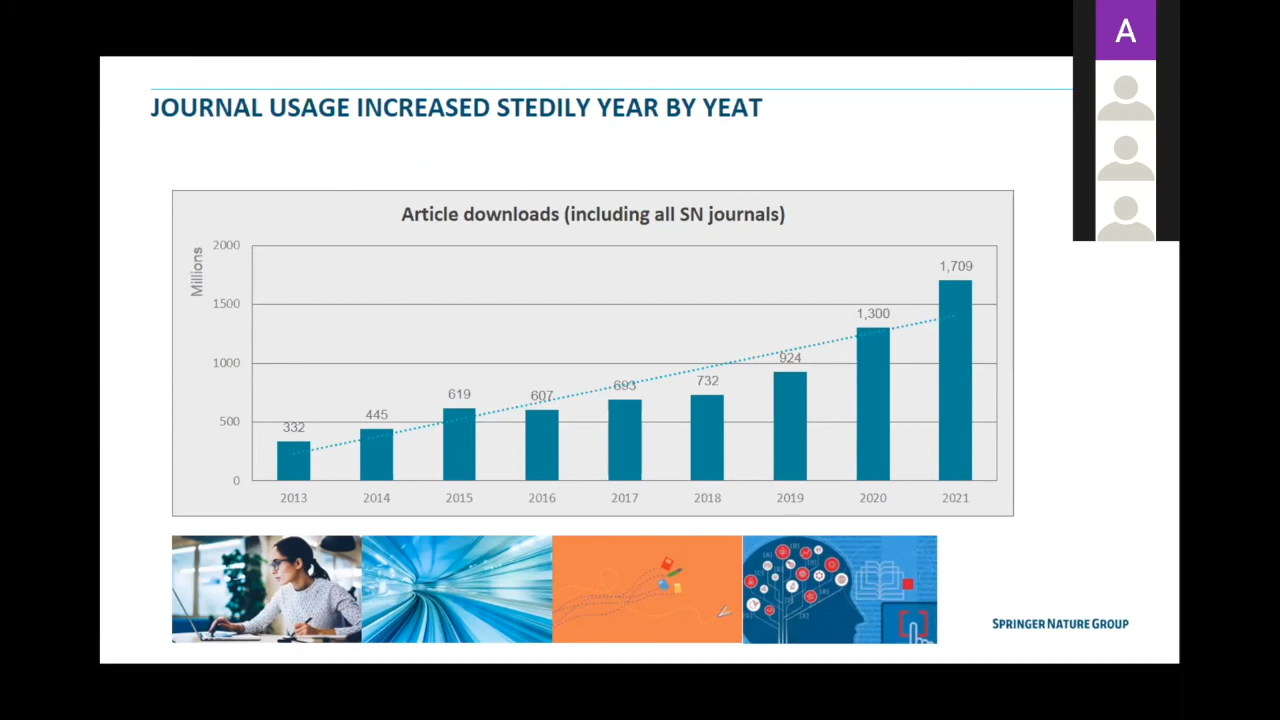 A
JOURNAL USAGE INCREASED STEDILY YEAR BY YEAT
Article downloads (including all SN journals)
Millions
2000
1500
1000
500
0
332
445
619
607
693
732
924
1,300
1,709
2013 2014 2015 2016 2017 2018 2019 2020 2021
SPRINGER NATURE GROUP